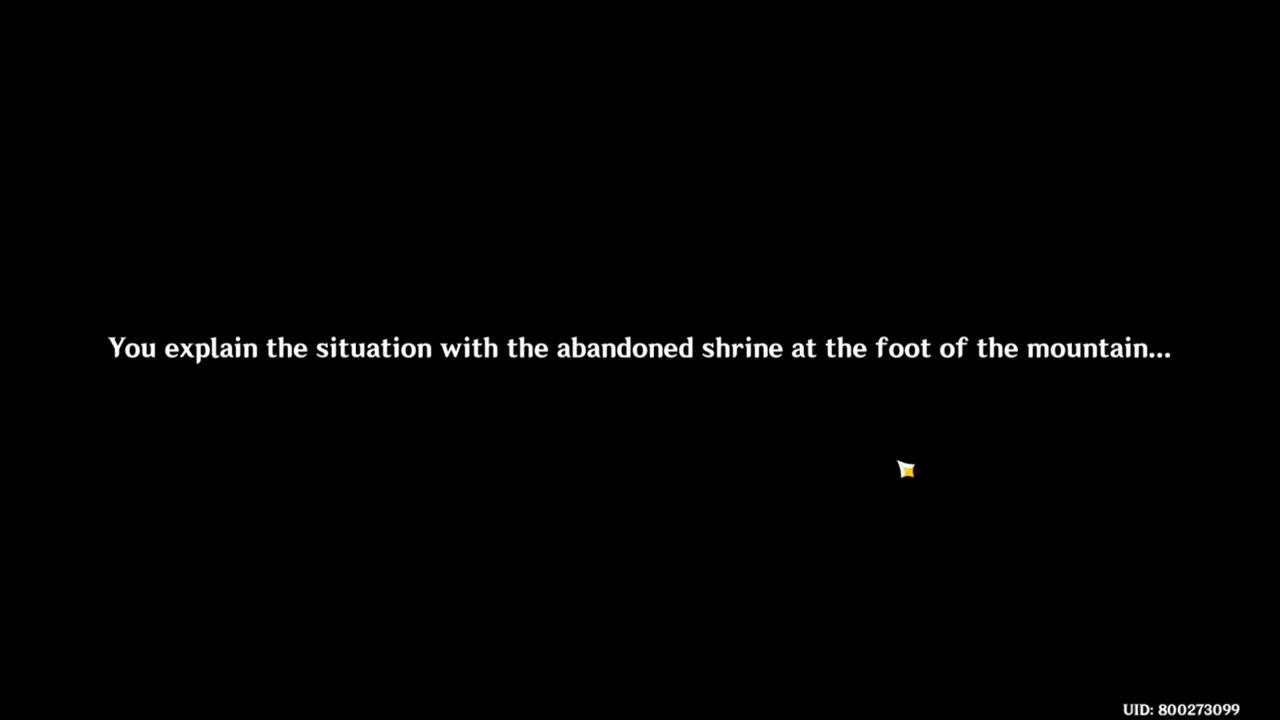 You explain the situation with the abandoned shrine at the foot of the mountain...
UID: 800273099